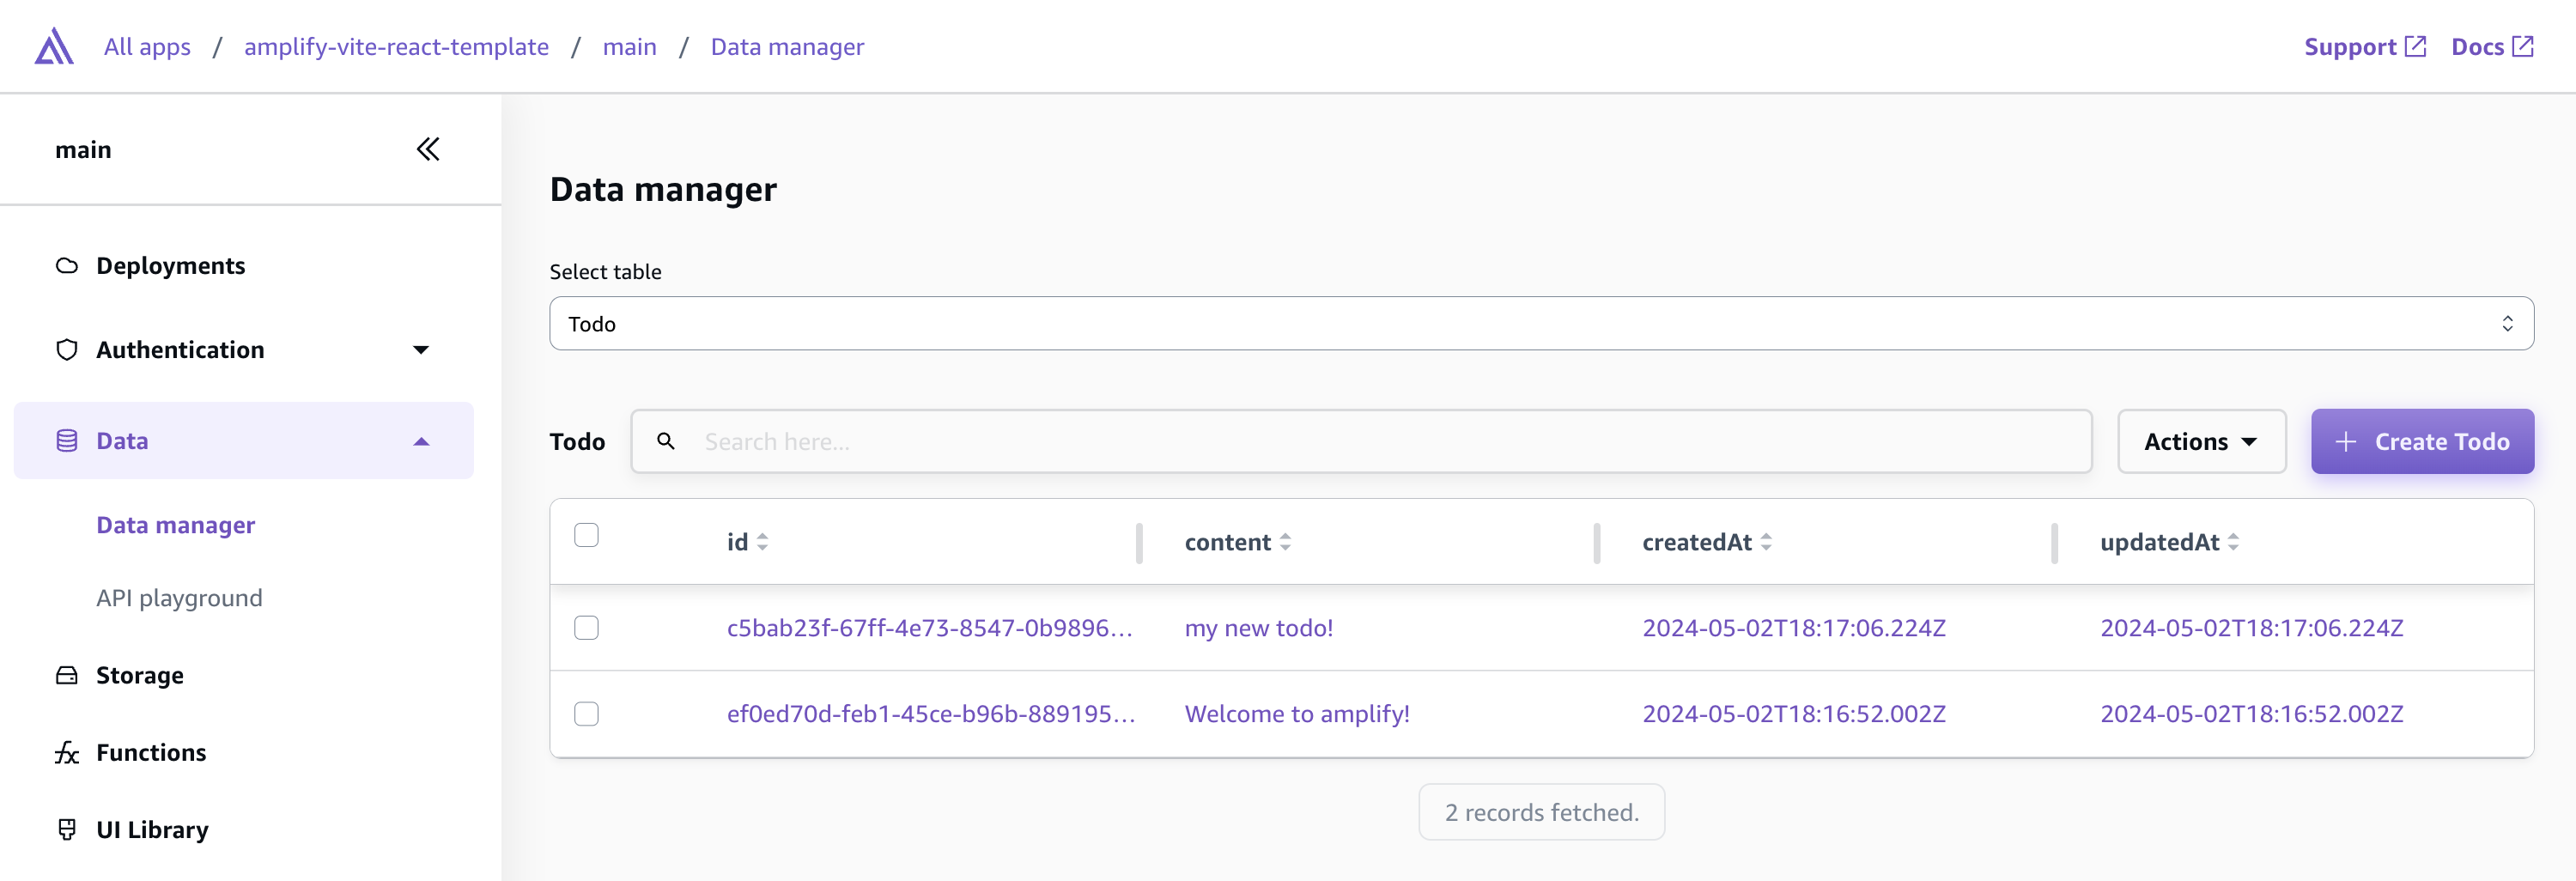 All apps / amplify-vite-react-template / main / Data manager
Support Docs
main
Deployments
Authentication
Data
Data manager
API playground
Storage
Functions
UI Library
Data manager
Select table
Todo
Todo Search here... Actions Create Todo
id content createdAt updatedAt
c5bab23f-67ff-4e73-8547-0b9896... my new todo! 2024-05-02T18:17:06.224Z 2024-05-02T18:17:06.224Z
ef0ed70d-feb1-45ce-b96b-889195... Welcome to amplify! 2024-05-02T18:16:52.002Z 2024-05-02T18:16:52.002Z
2 records fetched.